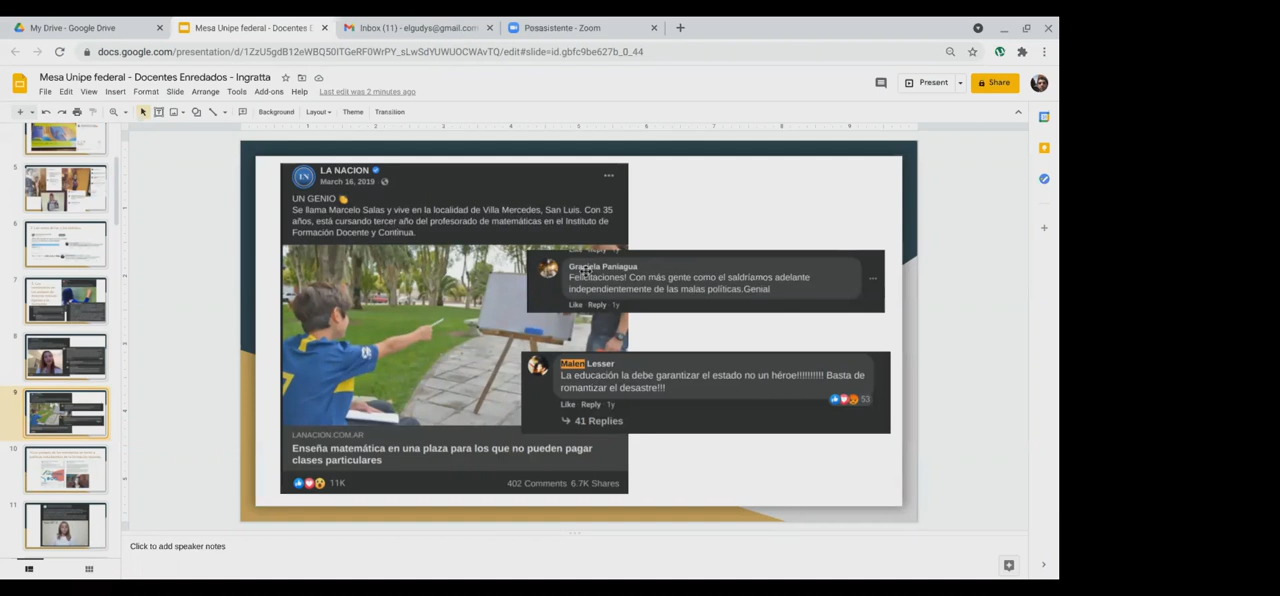 My Drive - Google Drive
Mesa Unipe federal - Docentes E
Inbox (11) - elgudys@gmail.com
Posasistente - Zoom
docs.google.com/presentation/d/1ZzU5gdB12eWBQ50ITGeRF0WrPY_sLwSdYUWUOCWAvTQ/edit#slide=id.gbfc9be627b_0_44
Mesa Unipe federal - Docentes Enredados - Ingratta
File Edit View Insert Format Slide Arrange Tools Add-ons Help Last edit was 2 minutes ago
Present
Share
Background Layout Theme Transition
LA NACION
March 16, 2019
UN GENIO
Se llama Marcelo Salas y vive en la localidad de Villa Mercedes, San Luis. Con 35
años, está cursando tercer año del profesorado de matemáticas en el Instituto de
Formación Docente y Continua.
Graciela Paniagua
Felicitaciones! Con más gente como el saldríamos adelante
independientemente de las malas políticas.Genial
Like Reply 1y
Malen Lesser
La educación la debe garantizar el estado no un héroe!!!!!!!!!! Basta de
romantizar el desastre!!!
53
Like Reply 1y
41 Replies
LANACION.COM.AR
Enseña matemática en una plaza para los que no pueden pagar
clases particulares
11K
402 Comments 6.7K Shares
5
6
7
8
9
10
11
Click to add speaker notes